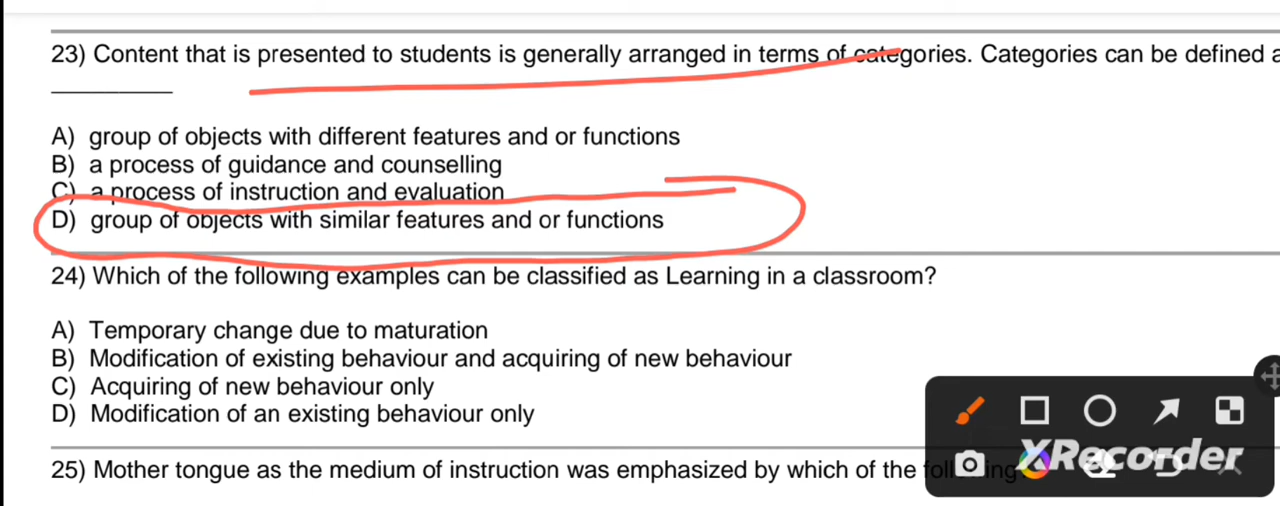 23) Content that is presented to students is generally arranged in terms of categories. Categories can be defined a
__________
A) group of objects with different features and or functions
B) a process of guidance and counselling
C) a process of instruction and evaluation
D) group of objects with similar features and or functions
24) Which of the following examples can be classified as Learning in a classroom?
A) Temporary change due to maturation
B) Modification of existing behaviour and acquiring of new behaviour
C) Acquiring of new behaviour only
D) Modification of an existing behaviour only
25) Mother tongue as the medium of instruction was emphasized by which of the following
XRecorder